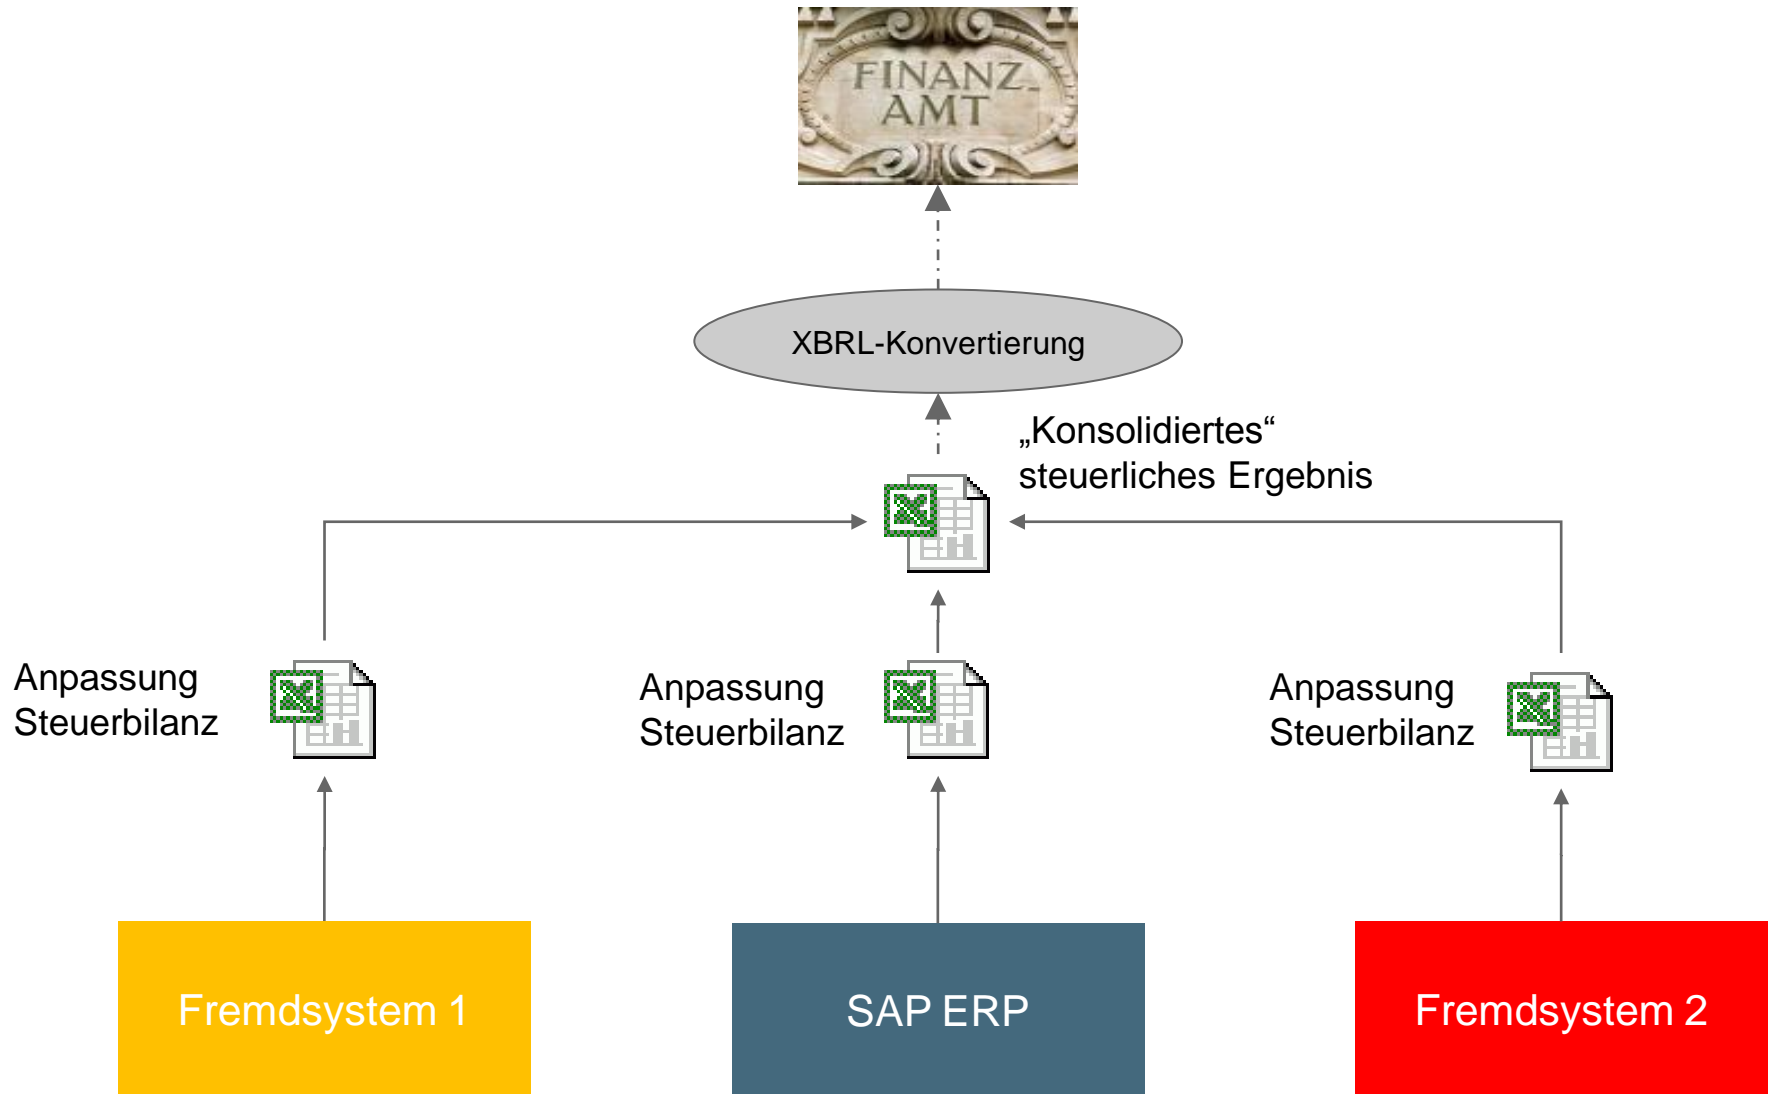 FINANZ-
AMT
XBRL-Konvertierung
„Konsolidiertes“
steuerliches Ergebnis
Anpassung
Steuerbilanz
Anpassung
Steuerbilanz
Anpassung
Steuerbilanz
Fremdsystem 1
SAP ERP
Fremdsystem 2